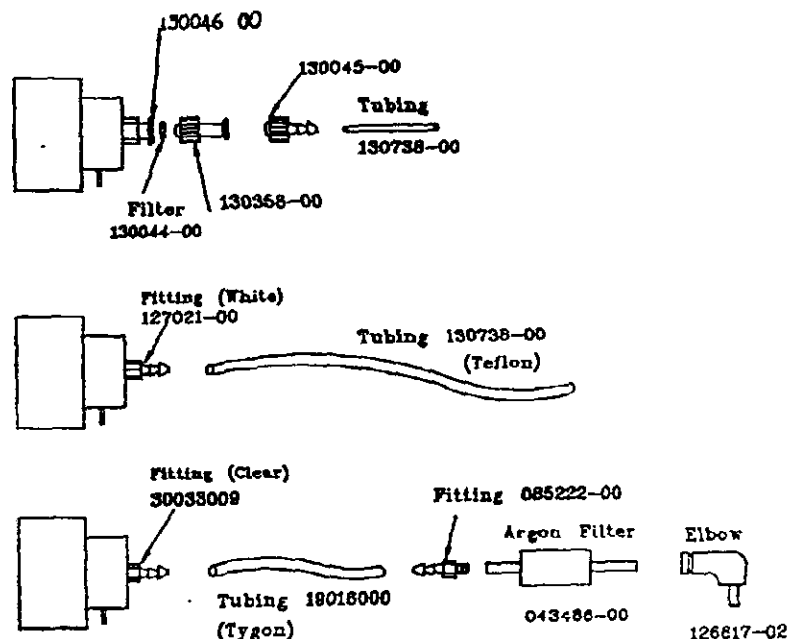 130046 00
130045-00
Tubing
130738-00
130358-00
Filter
130044-00
Fitting (White)
127021-00
Tubing 130738-00
(Teflon)
Fitting (Clear)
30033009
Fitting 085222-00
Argon Filter
Elbow
Tubing 19016000
(Tygon)
043486-00
126617-02